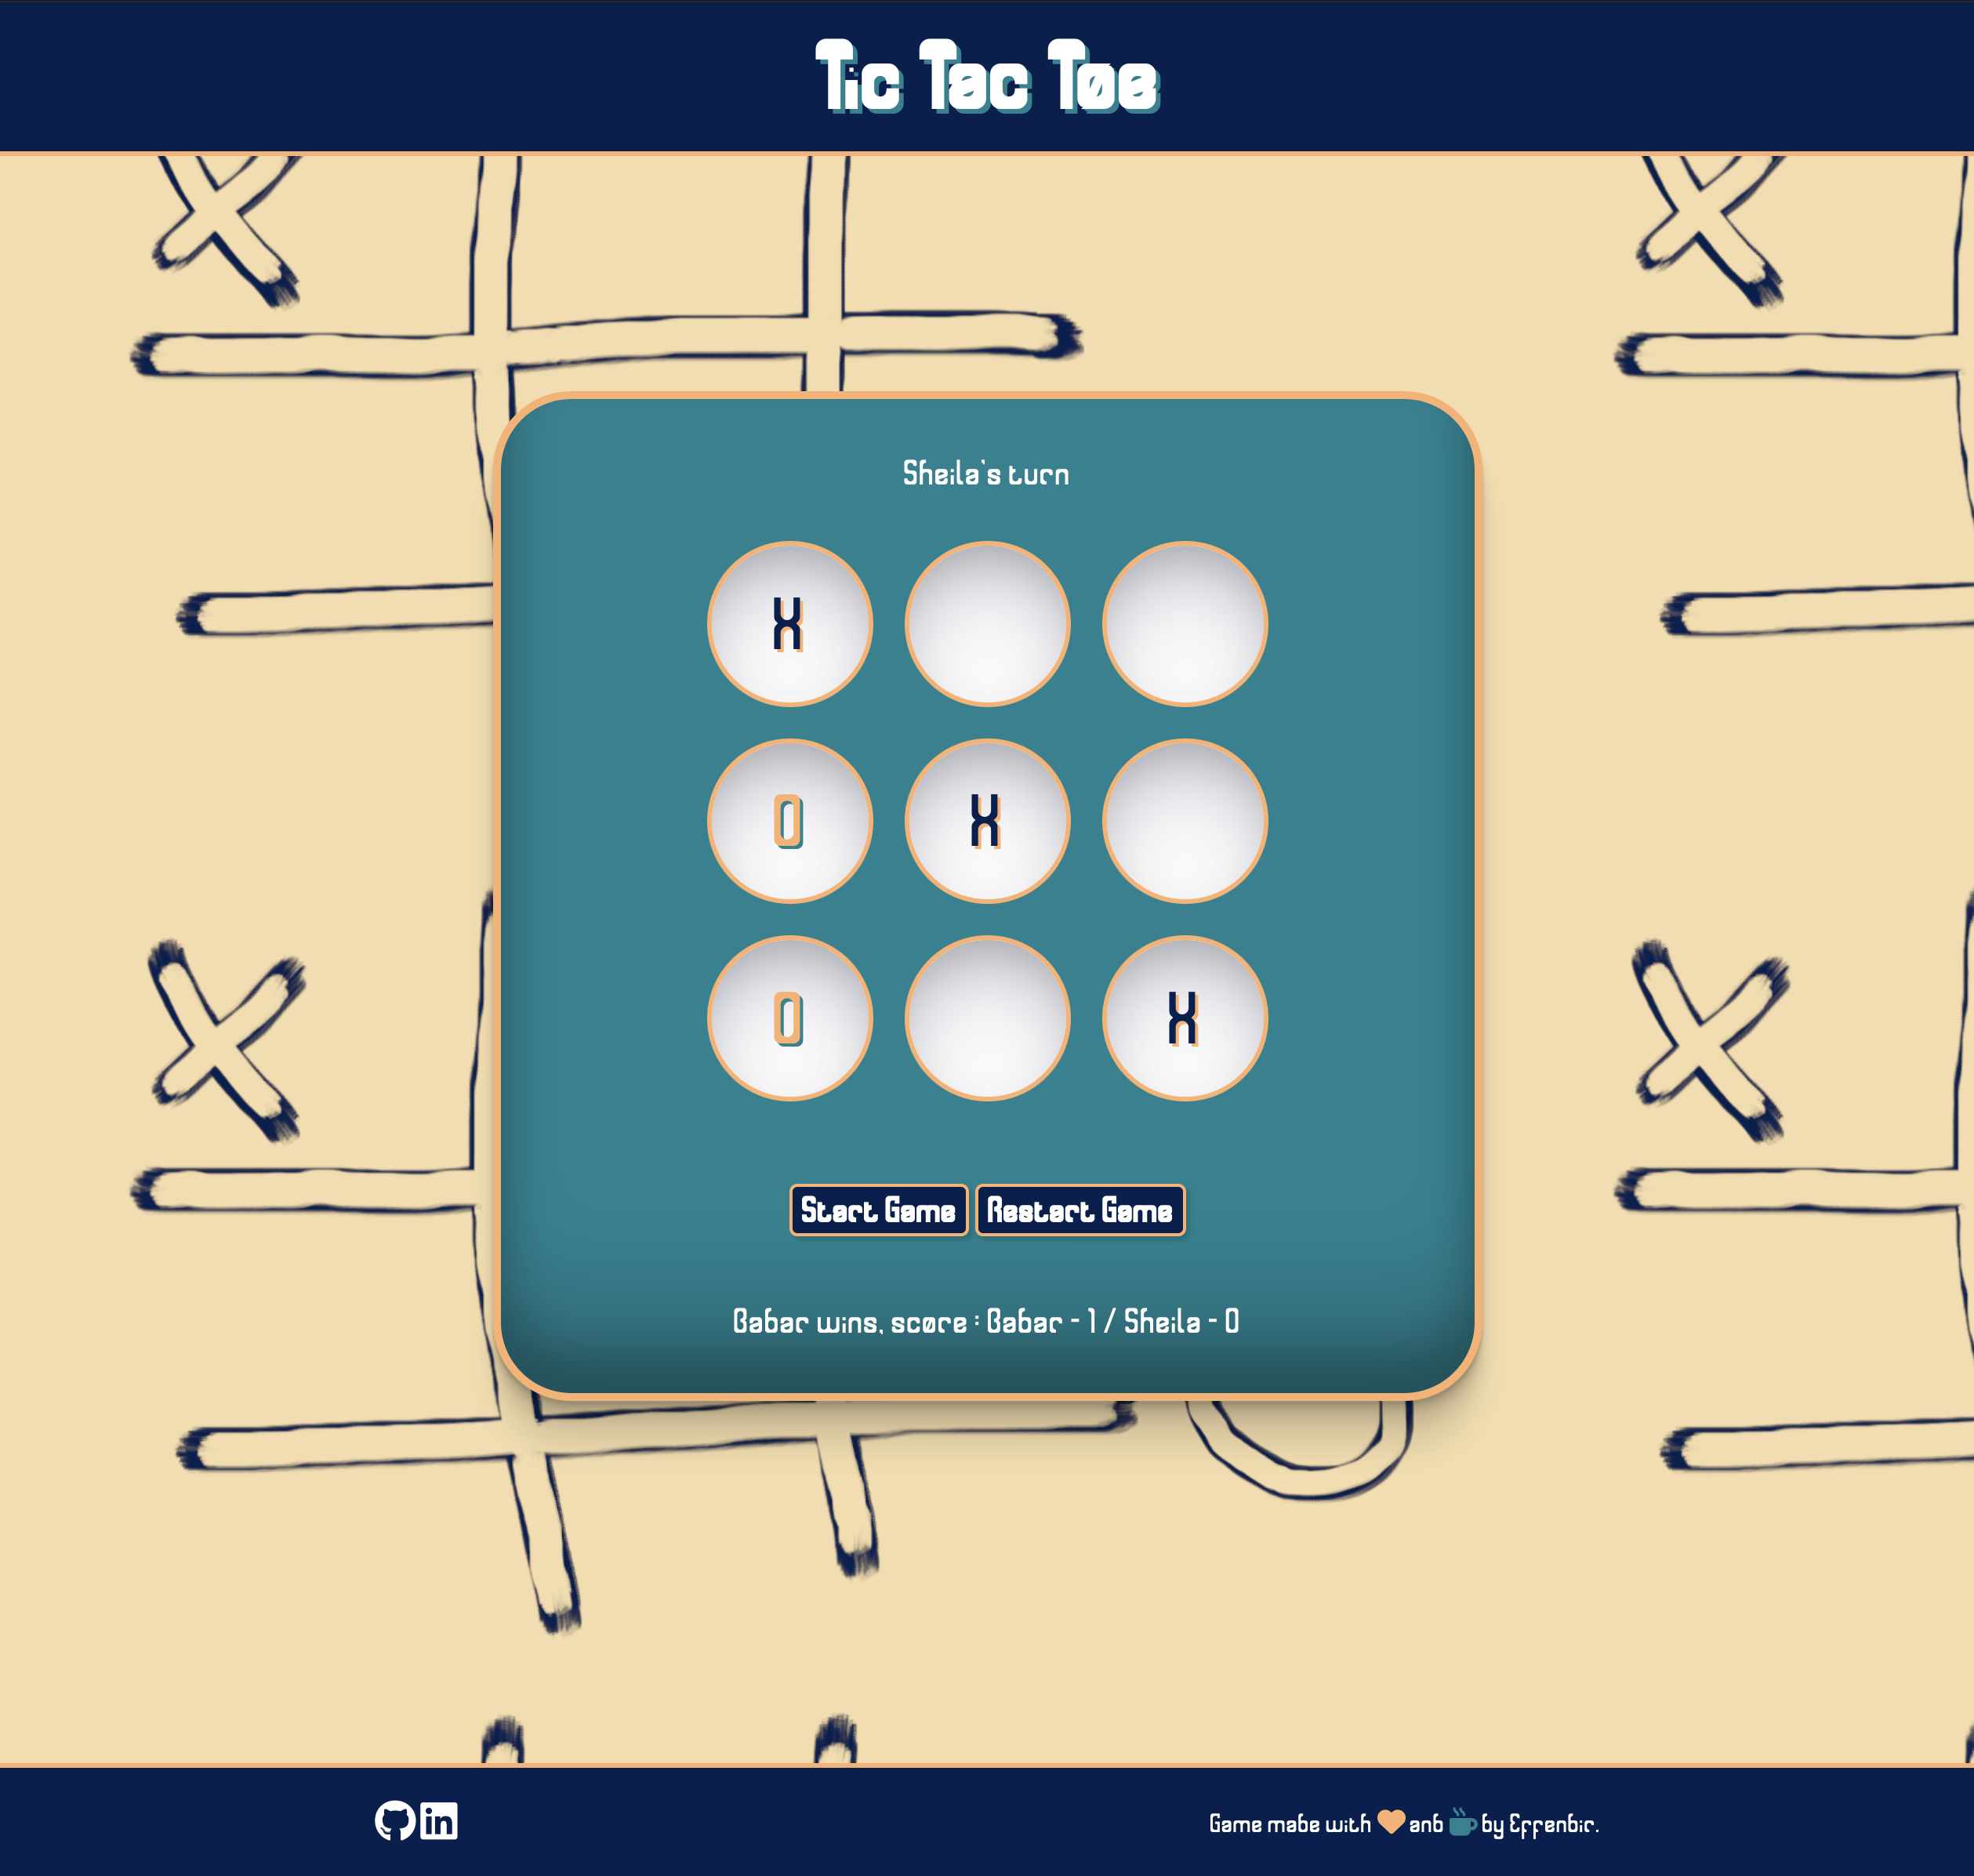 Tic Tac Toe
Sheila's turn
X
O X
O X
Start Game Restart Game
Babar wins, score : Babar - 1 / Sheila - 0
in Game made with and by Effendir.